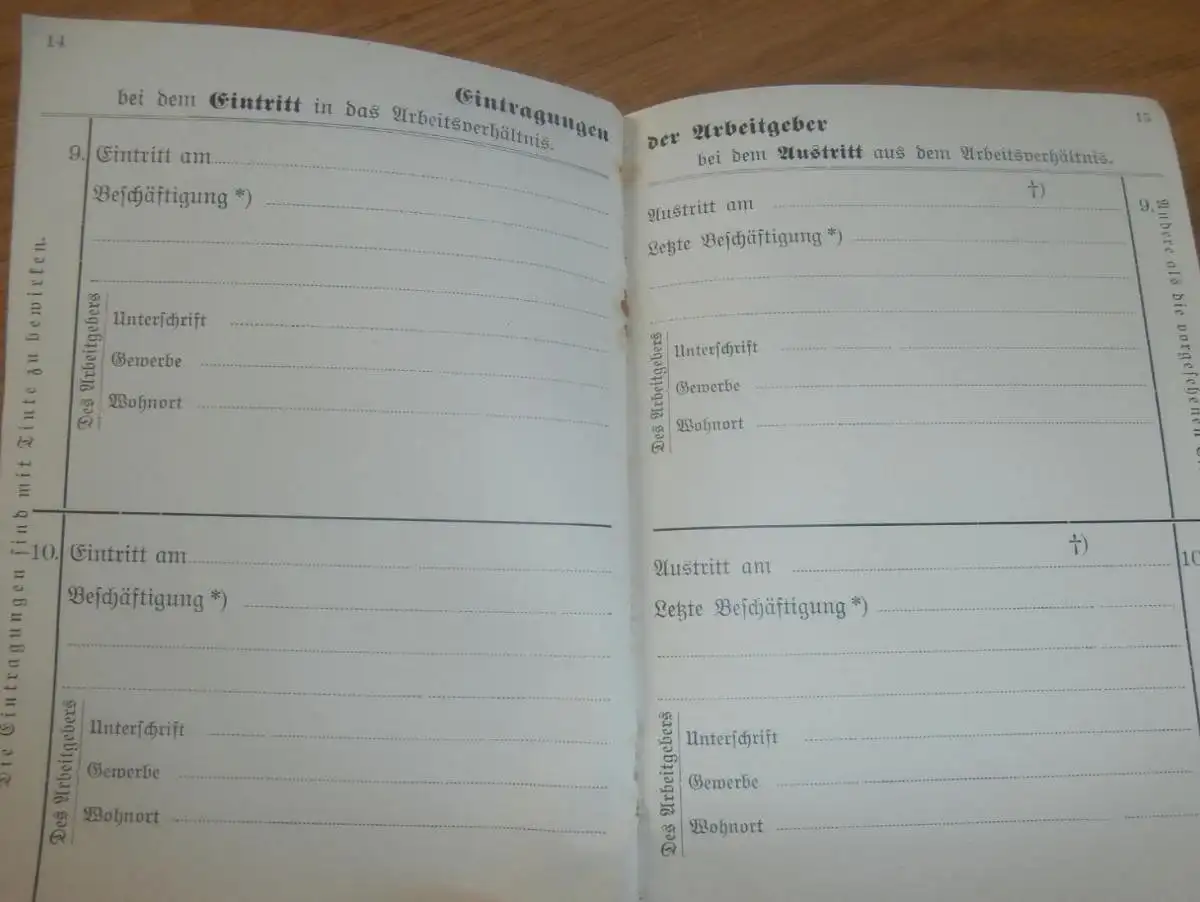 14
Eintragungen
bei dem Eintritt in das Arbeitsverhältnis.
9. Eintritt am
Beschäftigung *)
Des Arbeitgebers
Unterschrift
Gewerbe
Wohnort
10. Eintritt am
Beschäftigung *)
Des Arbeitgebers
Unterschrift
Gewerbe
Wohnort
Die Eintragungen sind mit Tinte zu bewirken.
15
der Arbeitgeber
bei dem Austritt aus dem Arbeitsverhältnis.
†)
Austritt am 9.
Letzte Beschäftigung *)
Des Arbeitgebers
Unterschrift
Gewerbe
Wohnort
†)
Austritt am 10
Letzte Beschäftigung *)
Des Arbeitgebers
Unterschrift
Gewerbe
Wohnort
Andere als die vorgesehenen